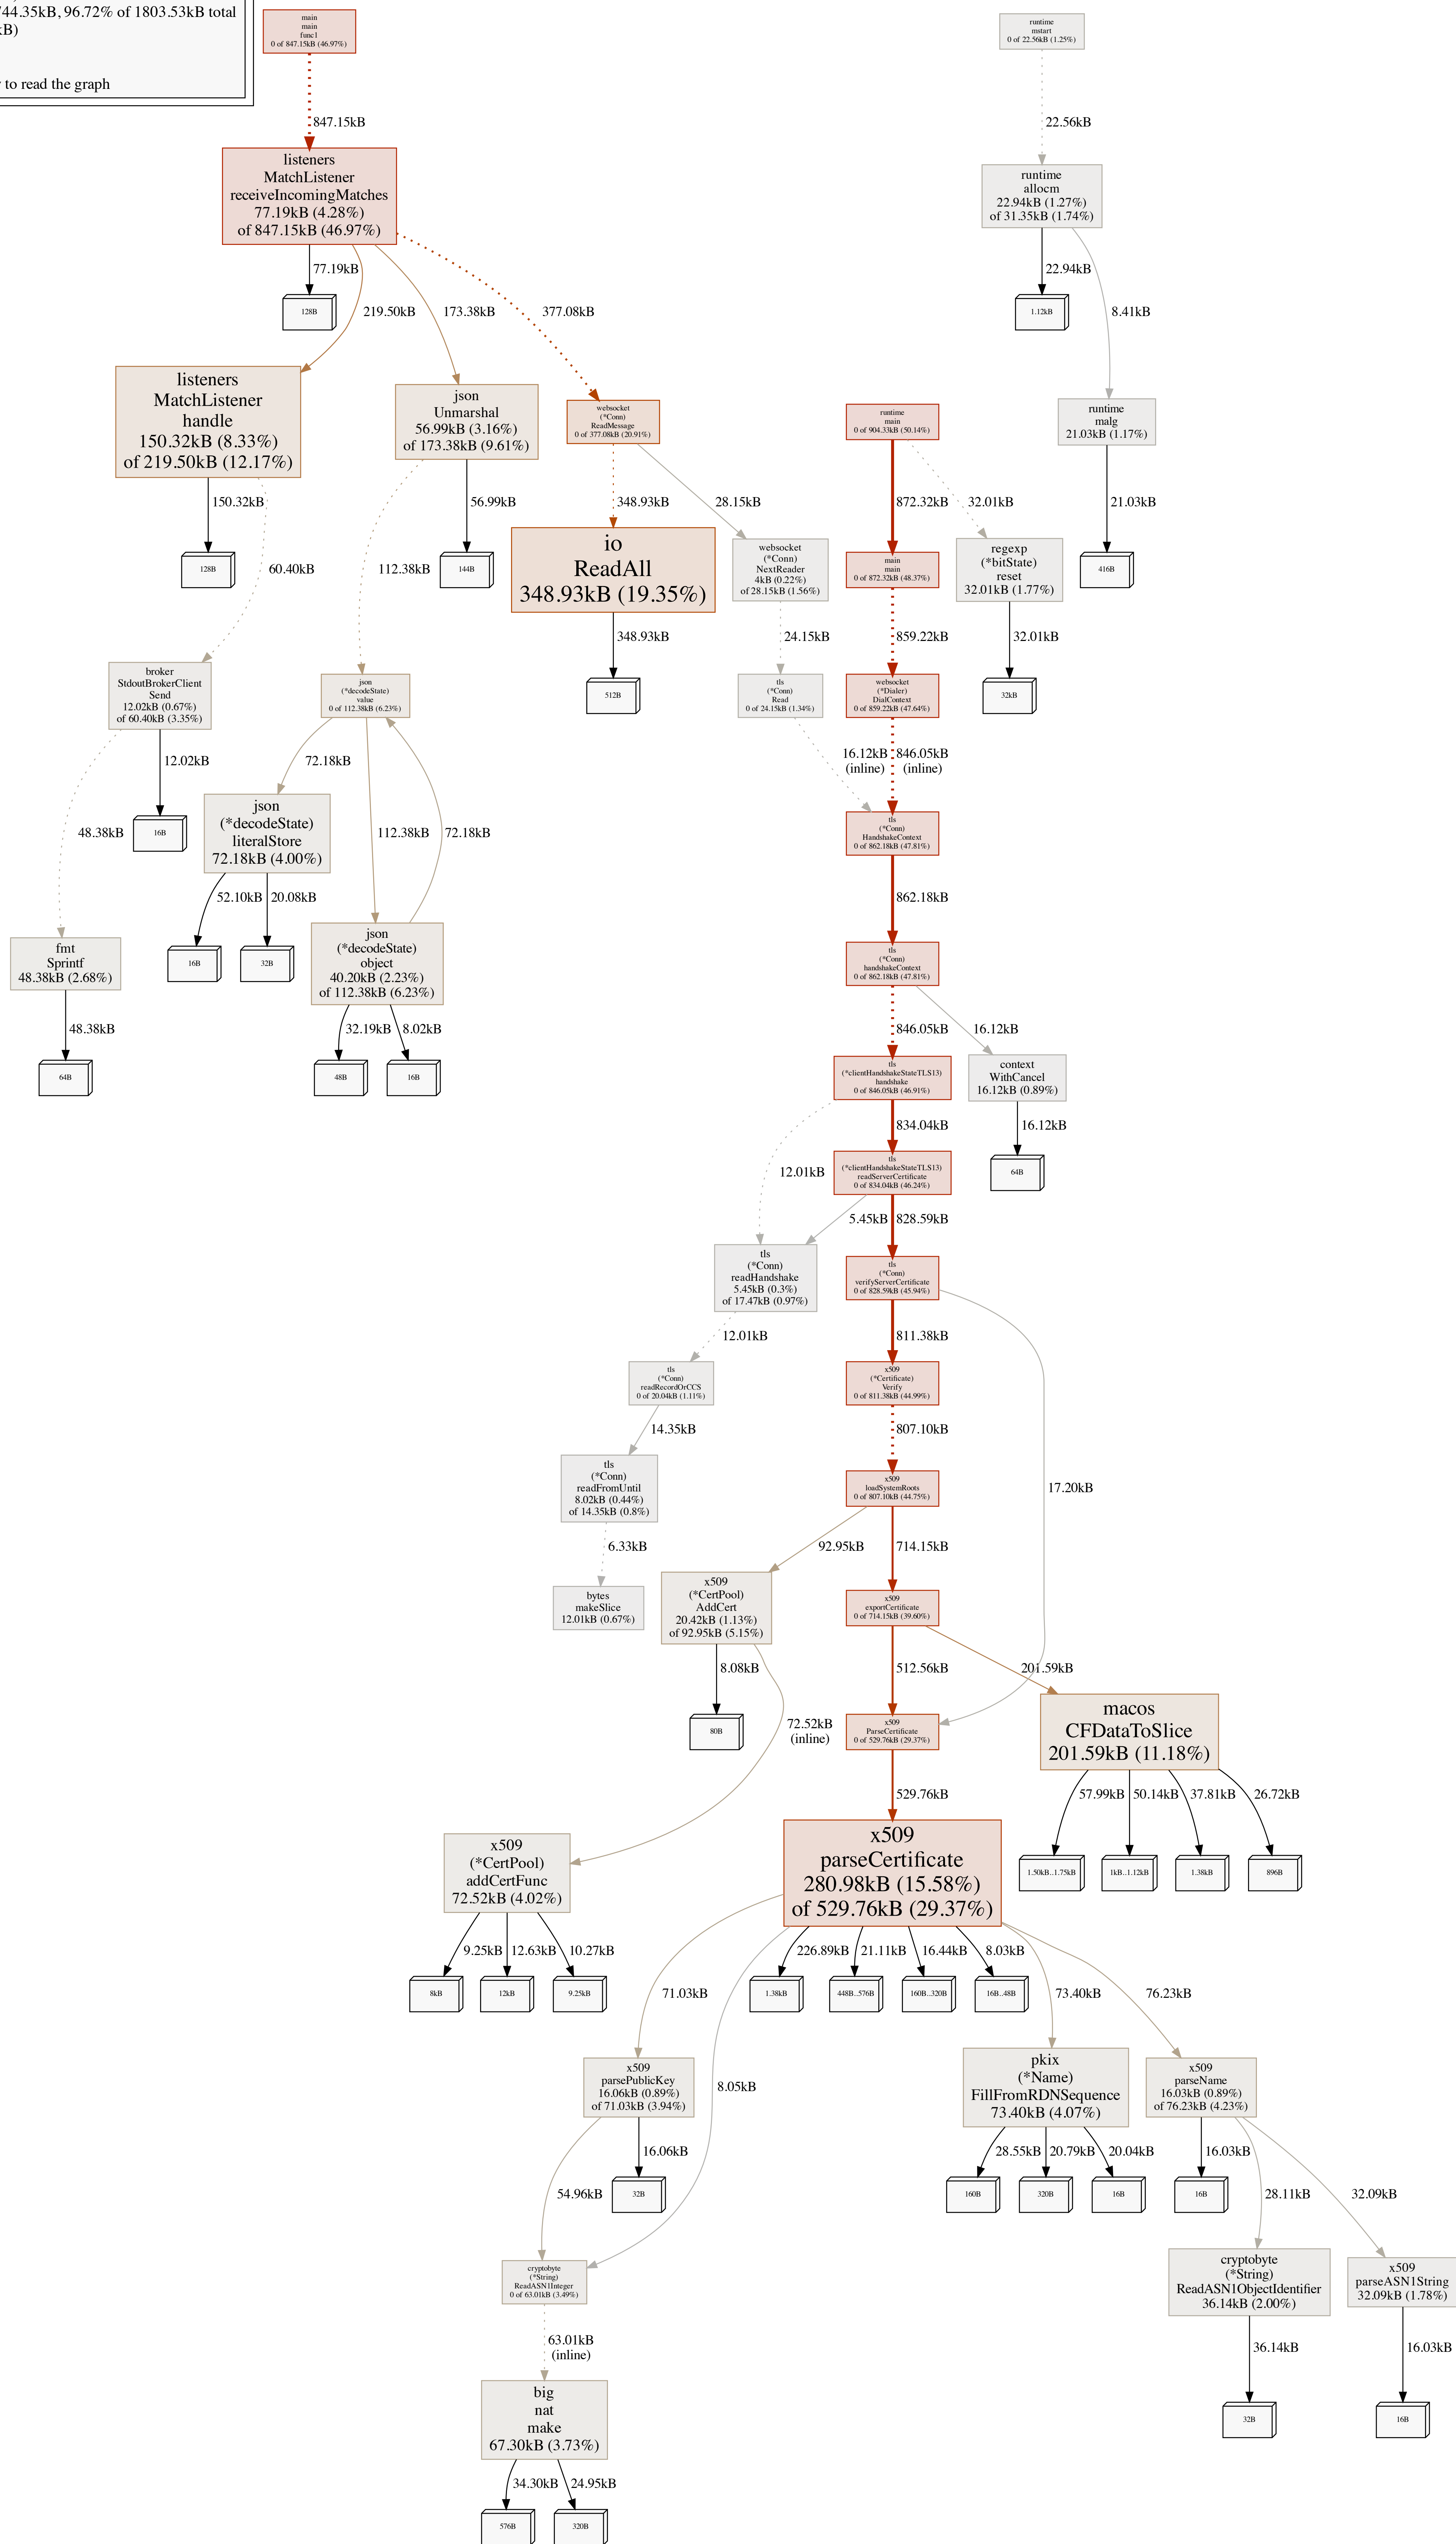 744.35kB, 96.72% of 1803.53kB total
kB)
to read the graph
main
main
func1
0 of 847.15kB (46.97%)
runtime
mstart
0 of 22.56kB (1.25%)
847.15kB
22.56kB
listeners
MatchListener
receiveIncomingMatches
77.19kB (4.28%)
of 847.15kB (46.97%)
runtime
allocm
22.94kB (1.27%)
of 31.35kB (1.74%)
77.19kB
22.94kB
128B
219.50kB
173.38kB
377.08kB
1.12kB
8.41kB
listeners
MatchListener
handle
150.32kB (8.33%)
of 219.50kB (12.17%)
json
Unmarshal
56.99kB (3.16%)
of 173.38kB (9.61%)
websocket
(*Conn)
ReadMessage
0 of 377.08kB (20.91%)
runtime
main
0 of 904.33kB (50.14%)
runtime
malg
21.03kB (1.17%)
150.32kB
56.99kB
348.93kB
28.15kB
872.32kB
32.01kB
21.03kB
128B
60.40kB
112.38kB
144B
io
ReadAll
348.93kB (19.35%)
websocket
(*Conn)
NextReader
4kB (0.22%)
of 28.15kB (1.56%)
main
main
0 of 872.32kB (48.37%)
regexp
(*bitState)
reset
32.01kB (1.77%)
416B
348.93kB
24.15kB
859.22kB
32.01kB
broker
StdoutBrokerClient
Send
12.02kB (0.67%)
of 60.40kB (3.35%)
json
(*decodeState)
value
0 of 112.38kB (6.23%)
512B
tls
(*Conn)
Read
0 of 24.15kB (1.34%)
websocket
(*Dialer)
DialContext
0 of 859.22kB (47.64%)
32kB
12.02kB
72.18kB
16.12kB
(inline)
846.05kB
(inline)
48.38kB
16B
json
(*decodeState)
literalStore
72.18kB (4.00%)
112.38kB
72.18kB
tls
(*Conn)
HandshakeContext
0 of 862.18kB (47.81%)
52.10kB
20.08kB
862.18kB
fmt
Sprintf
48.38kB (2.68%)
16B
32B
json
(*decodeState)
object
40.20kB (2.23%)
of 112.38kB (6.23%)
tls
(*Conn)
handshakeContext
0 of 862.18kB (47.81%)
48.38kB
32.19kB
8.02kB
846.05kB
16.12kB
64B
48B
16B
tls
(*clientHandshakeStateTLS13)
handshake
0 of 846.05kB (46.91%)
context
WithCancel
16.12kB (0.89%)
834.04kB
16.12kB
12.01kB
tls
(*clientHandshakeStateTLS13)
readServerCertificate
0 of 834.04kB (46.24%)
64B
5.45kB
828.59kB
tls
(*Conn)
readHandshake
5.45kB (0.3%)
of 17.47kB (0.97%)
tls
(*Conn)
verifyServerCertificate
0 of 828.59kB (45.94%)
12.01kB
811.38kB
tls
(*Conn)
readRecordOrCCS
0 of 20.04kB (1.11%)
x509
(*Certificate)
Verify
0 of 811.38kB (44.99%)
14.35kB
807.10kB
tls
(*Conn)
readFromUntil
8.02kB (0.44%)
of 14.35kB (0.8%)
x509
loadSystemRoots
0 of 807.10kB (44.75%)
17.20kB
6.33kB
92.95kB
714.15kB
bytes
makeSlice
12.01kB (0.67%)
x509
(*CertPool)
AddCert
20.42kB (1.13%)
of 92.95kB (5.15%)
x509
exportCertificate
0 of 714.15kB (39.60%)
8.08kB
512.56kB
201.59kB
80B
72.52kB
(inline)
x509
ParseCertificate
0 of 529.76kB (29.37%)
macos
CFDataToSlice
201.59kB (11.18%)
529.76kB
57.99kB
50.14kB
37.81kB
26.72kB
x509
(*CertPool)
addCertFunc
72.52kB (4.02%)
x509
parseCertificate
280.98kB (15.58%)
of 529.76kB (29.37%)
1.50kB..1.75kB
1kB..1.12kB
1.38kB
896B
9.25kB
12.63kB
10.27kB
226.89kB
21.11kB
16.44kB
8.03kB
8kB
12kB
9.25kB
71.03kB
1.38kB
448B..576B
160B..320B
16B..48B
73.40kB
76.23kB
x509
parsePublicKey
16.06kB (0.89%)
of 71.03kB (3.94%)
8.05kB
pkix
(*Name)
FillFromRDNSequence
73.40kB (4.07%)
x509
parseName
16.03kB (0.89%)
of 76.23kB (4.23%)
16.06kB
28.55kB
20.79kB
20.04kB
16.03kB
54.96kB
32B
160B
320B
16B
16B
28.11kB
32.09kB
cryptobyte
(*String)
ReadASN1Integer
0 of 63.01kB (3.49%)
cryptobyte
(*String)
ReadASN1ObjectIdentifier
36.14kB (2.00%)
x509
parseASN1String
32.09kB (1.78%)
63.01kB
(inline)
36.14kB
16.03kB
big
nat
make
67.30kB (3.73%)
32B
16B
34.30kB
24.95kB
576B
320B